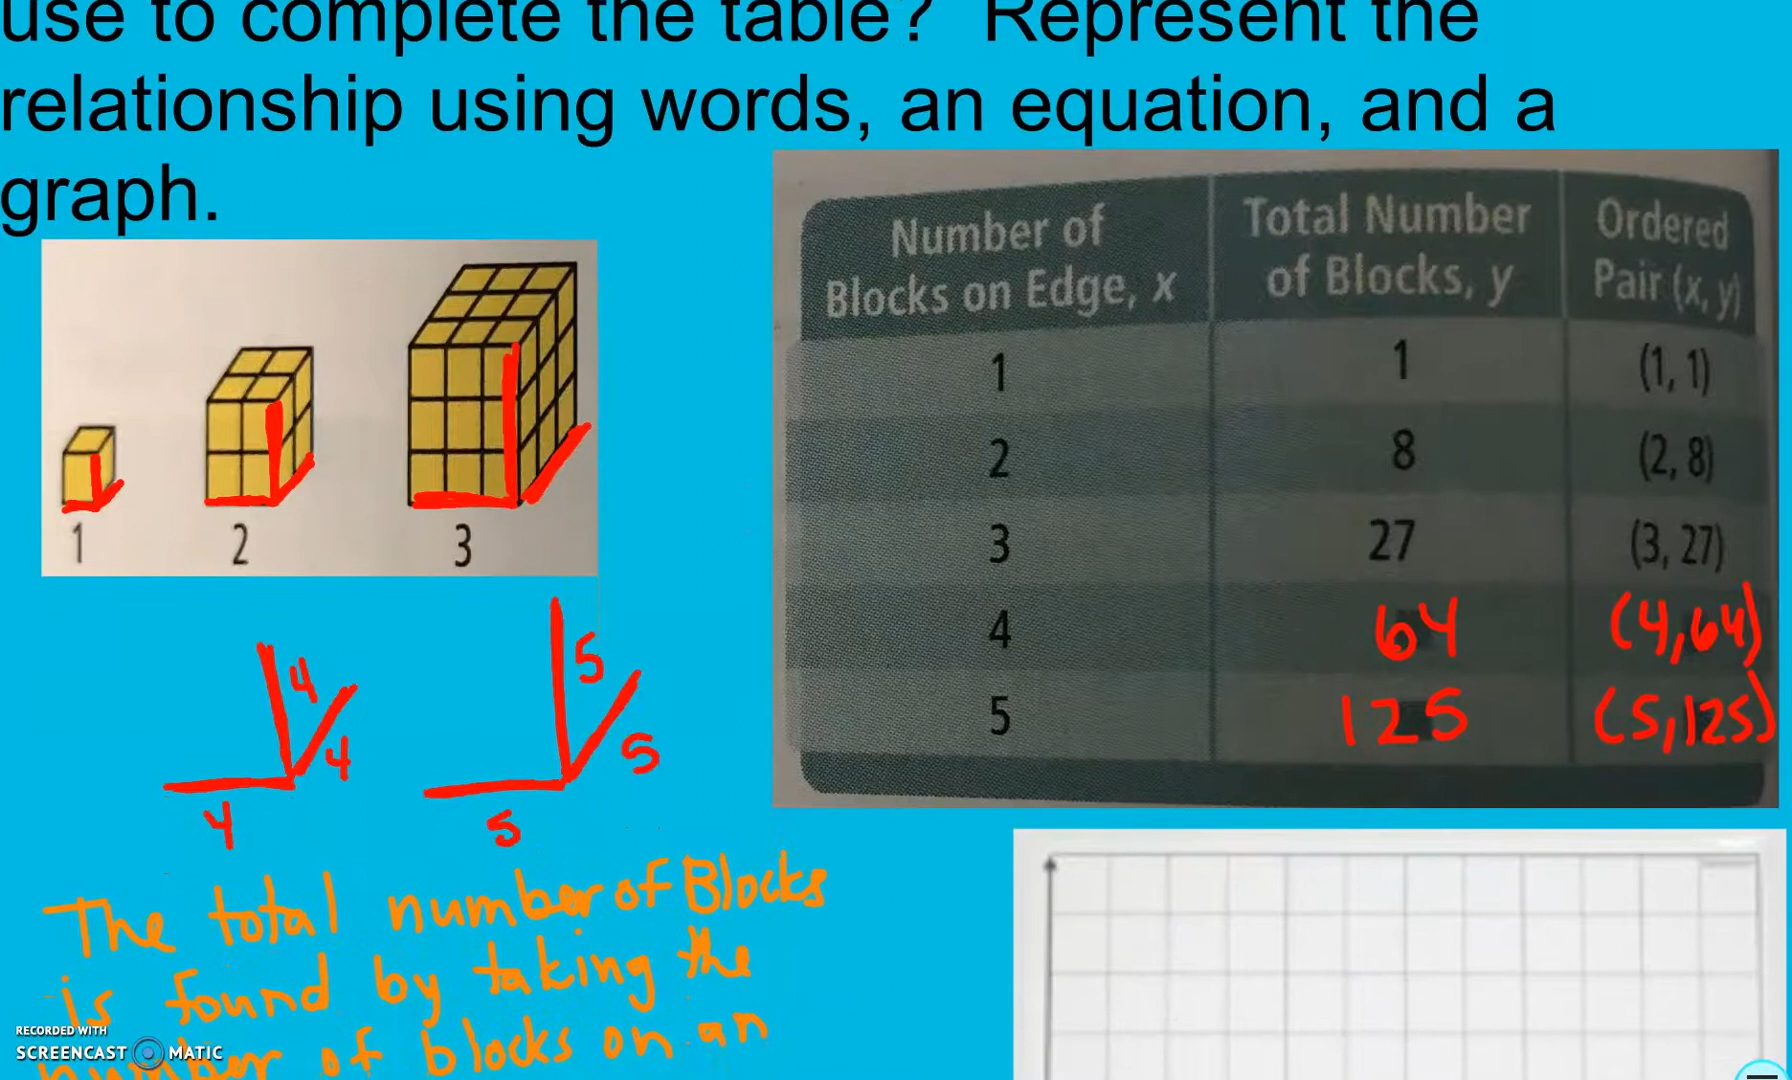 use to complete the table? Represent the
relationship using words, an equation, and a
graph.
1 2 3
Number of Blocks on Edge, x
Total Number of Blocks, y
Ordered Pair (x, y)
1 1 (1, 1)
2 8 (2, 8)
3 27 (3, 27)
4 64 (4,64)
5 125 (5,125)
4 4 4
5 5 5
The total number of Blocks
is found by taking the
number of blocks on an
RECORDED WITH
SCREENCAST MATIC